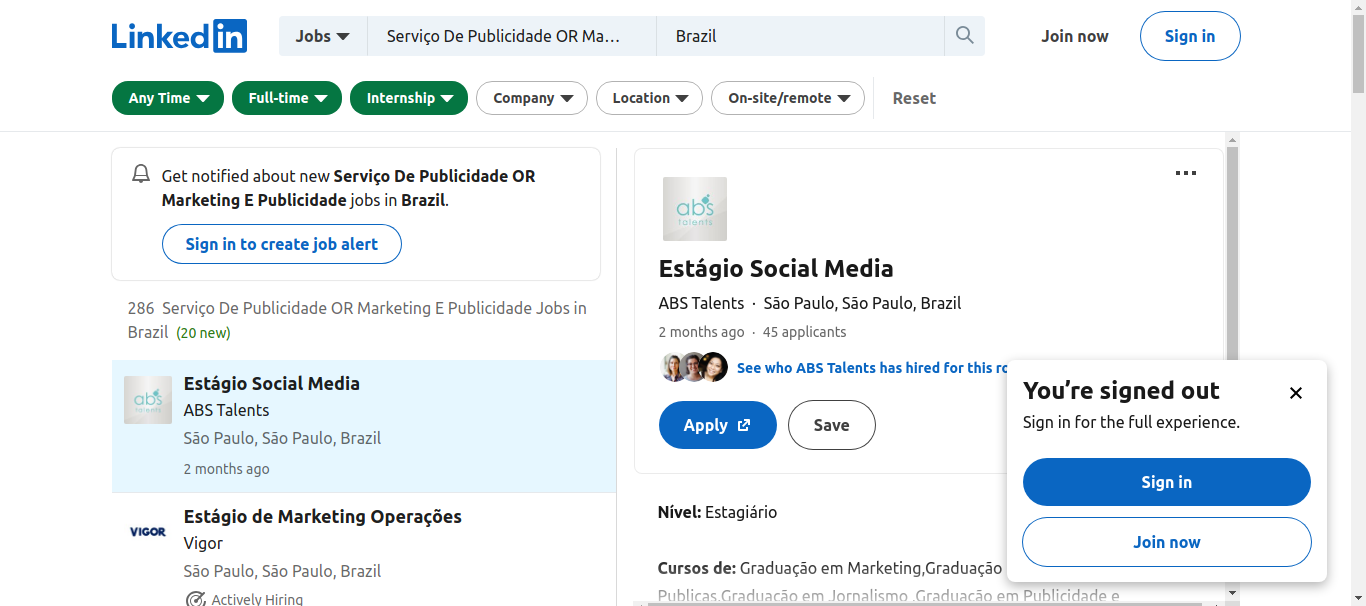 Linked in
Jobs
Serviço De Publicidade OR Ma…
Brazil
Join now
Sign in
Any Time
Full-time
Internship
Company
Location
On-site/remote
Reset
Get notified about new Serviço De Publicidade OR
Marketing E Publicidade jobs in Brazil.
Sign in to create job alert
286 Serviço De Publicidade OR Marketing E Publicidade Jobs in
Brazil (20 new)
abs
talents
Estágio Social Media
ABS Talents
São Paulo, São Paulo, Brazil
2 months ago
VIGOR
Estágio de Marketing Operações
Vigor
São Paulo, São Paulo, Brazil
Actively Hiring
abs
talents
Estágio Social Media
ABS Talents · São Paulo, São Paulo, Brazil
2 months ago · 45 applicants
See who ABS Talents has hired for this
Apply
Save
Nível: Estagiário
Cursos de: Graduação em Marketing,Graduação
Publicas,Graduação em Jornalismo ,Graduação em Publicidade e
You’re signed out
Sign in for the full experience.
Sign in
Join now